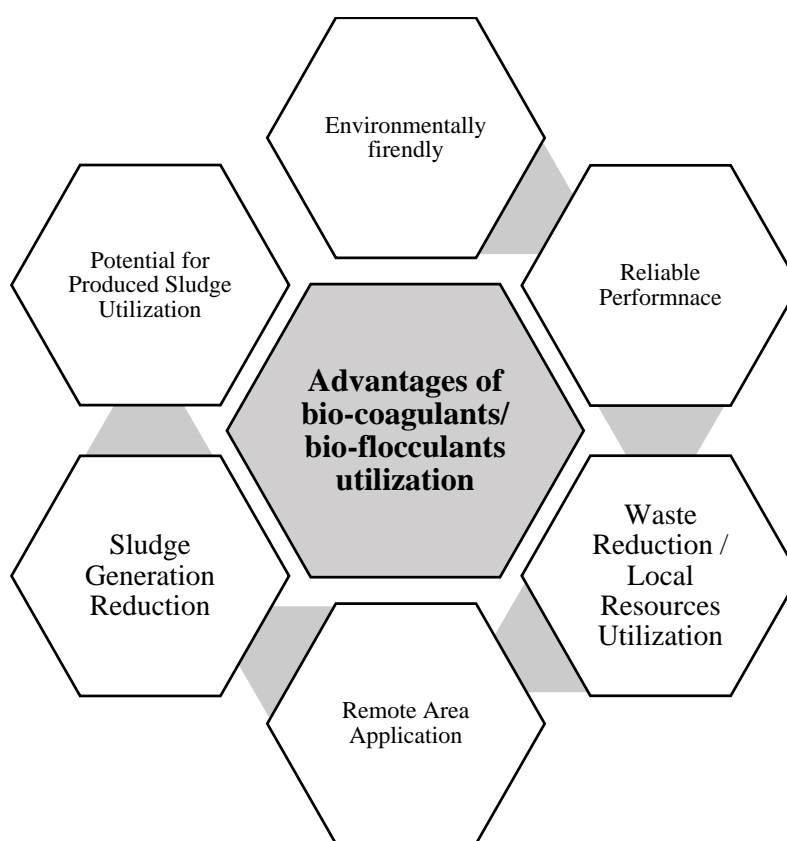 Environmentally
firendly
Reliable
Performnace
Waste
Reduction /
Local
Resources
Utilization
Remote Area
Application
Sludge
Generation
Reduction
Potential for
Produced Sludge
Utilization
Advantages of
bio-coagulants/
bio-flocculants
utilization